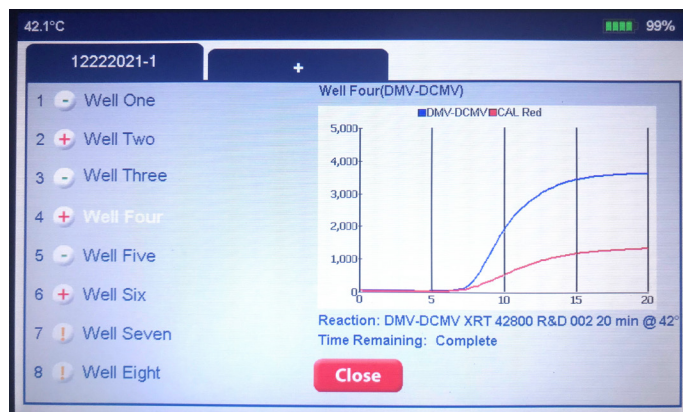 42.1°C
99%
12222021-1
+
1 - Well One
2 + Well Two
3 - Well Three
4 + Well Four
5 - Well Five
6 + Well Six
7 ! Well Seven
8 ! Well Eight
Well Four(DMV-DCMV)
DMV-DCMV CAL Red
5,000
4,000
3,000
2,000
1,000
0
0 5 10 15 20
Reaction: DMV-DCMV XRT 42800 R&D 002 20 min @ 42°
Time Remaining: Complete
Close